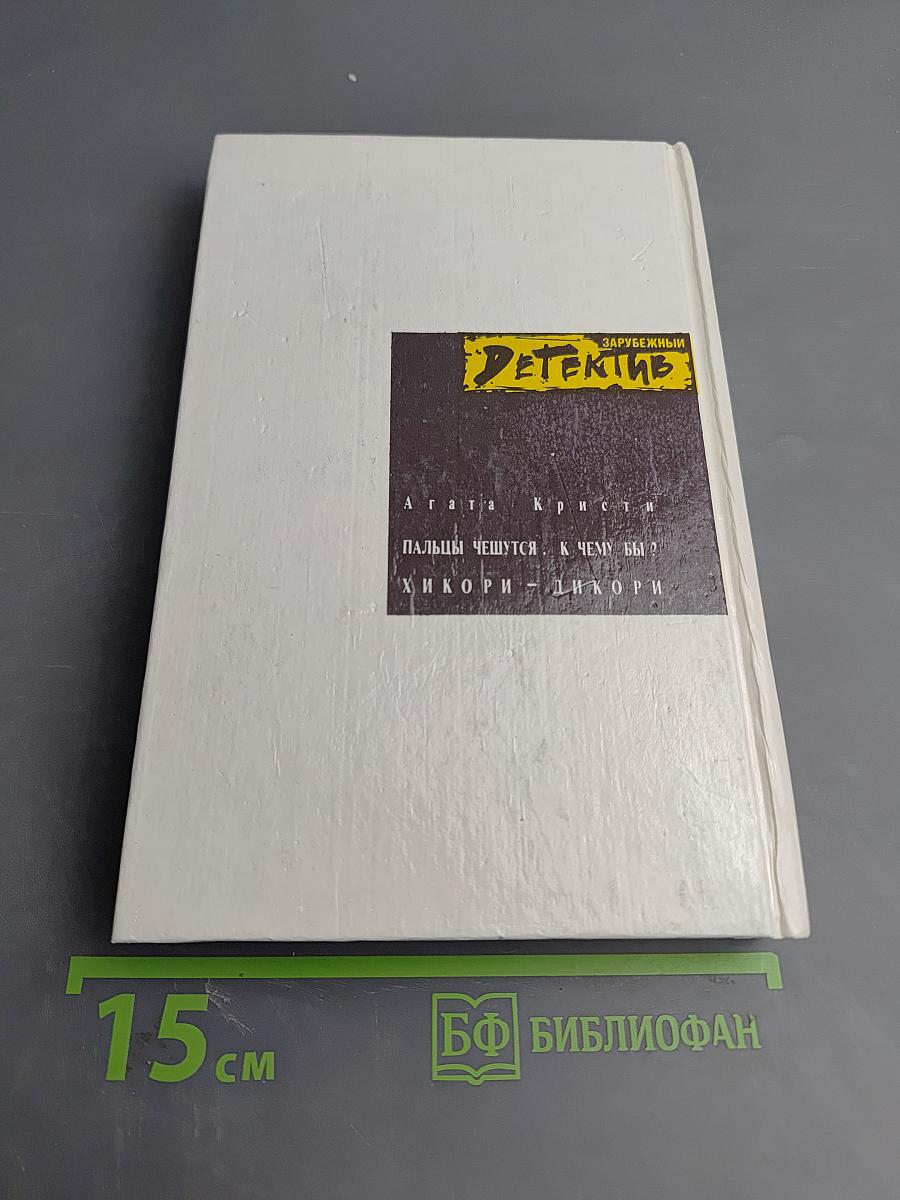 ЗАРУБЕЖНЫЙ
ДЕТЕКТИВ
Агата Кристи
ПАЛЬЦЫ ЧЕШУТСЯ. К ЧЕМУ БЫ?
ХИКОРИ – ДИКОРИ
15 см
БФ БИБЛИОФАН